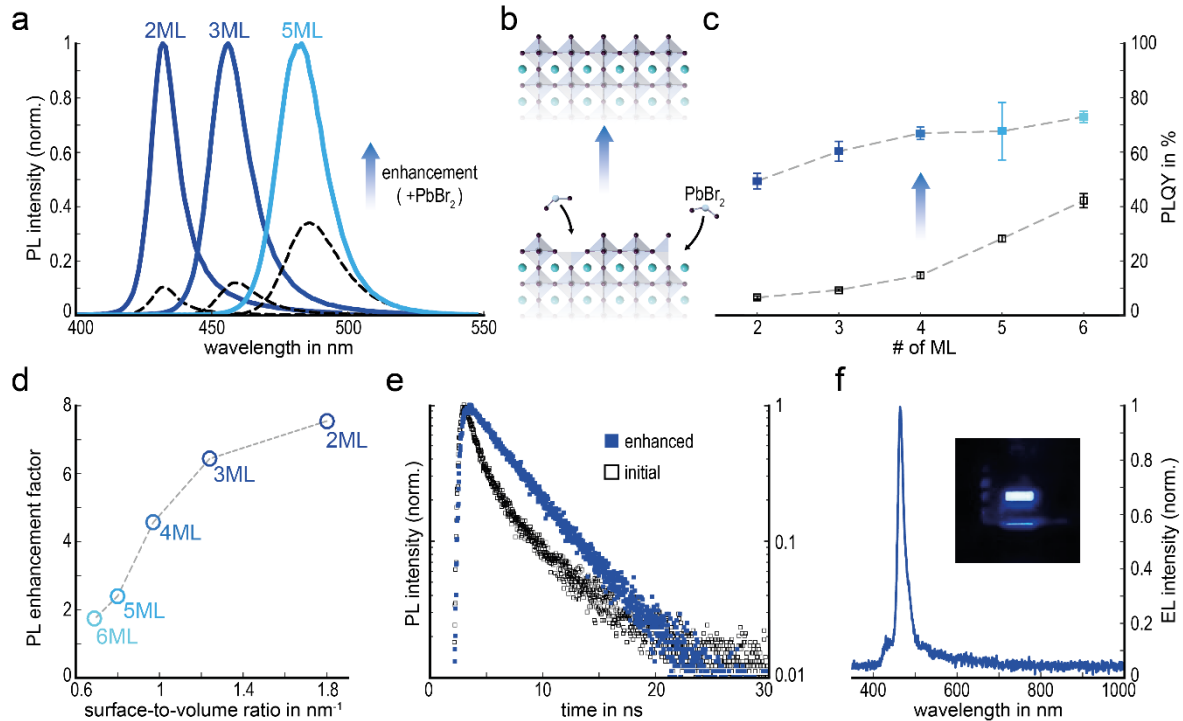 a
2ML 3ML 5ML
1
0.8
0.6
0.4
0.2
0
PL intensity (norm.)
enhancement
( +PbBr2 )
400 450 500 550
wavelength in nm
b
PbBr2
c
100
80
60
40
20
0
PLQY in %
2 3 4 5 6
# of ML
d
8
6
4
2
0
PL enhancement factor
2ML
3ML
4ML
5ML
6ML
0.6 1 1.4 1.8
surface-to-volume ratio in nm-1
e
enhanced
initial
PL intensity (norm.)
1
0.1
0.01
0 10 20 30
time in ns
f
1
0.8
0.6
0.4
0.2
0
EL intensity (norm.)
400 600 800 1000
wavelength in nm